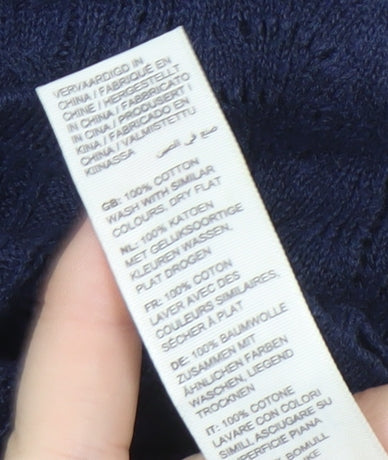 VERVAARDIGD IN
CHINA / FABRIQUÉ EN
CHINE / HERGESTELLT
IN CHINA / FABBRICATO
IN CINA / PRODUSERT I
KINA / FABRICADO EN
CHINA / VALMISTETTU
KIINASSA صنع في الصين
GB: 100% COTTON
WASH WITH SIMILAR
COLOURS, DRY FLAT
NL: 100% KATOEN
MET GELIJKSOORTIGE
KLEUREN WASSEN,
PLAT DROGEN
FR: 100% COTON
LAVER AVEC DES
COULEURS SIMILAIRES,
SÉCHER À PLAT
DE: 100% BAUMWOLLE
ZUSAMMEN MIT
ÄHNLICHEN FARBEN
WASCHEN, LIEGEND
TROCKNEN
IT: 100% COTONE
LAVARE CON COLORI
SIMILI, ASCIUGARE SU
SUPERFICIE PIANA
BOMULL